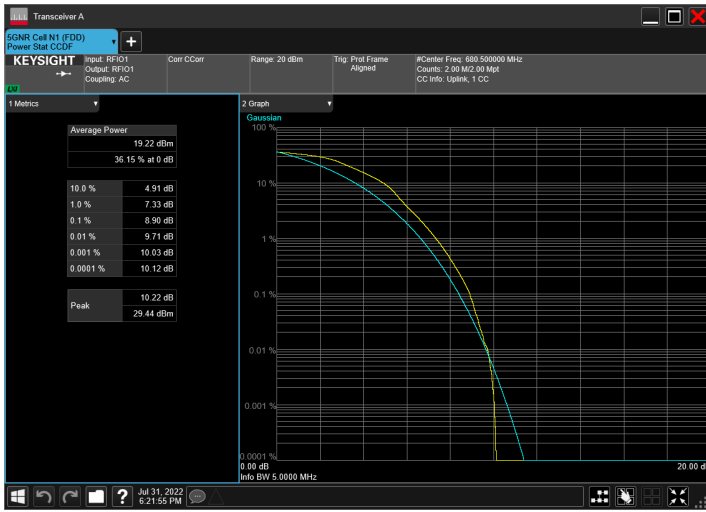 Transceiver A
5GNR Cell N1 (FDD)
Power Stat CCDF
KEYSIGHT
Input: RFIO1
Output: RFIO1
Coupling: AC
Corr CCorr
Range: 20 dBm
Trig: Prot Frame
Aligned
#Center Freq: 680.500000 MHz
Counts: 2.00 M/2.00 Mpt
CC Info: Uplink, 1 CC
LXI
1 Metrics
Average Power
19.22 dBm
36.15 % at 0 dB
10.0 % 4.91 dB
1.0 % 7.33 dB
0.1 % 8.90 dB
0.01 % 9.71 dB
0.001 % 10.03 dB
0.0001 % 10.12 dB
Peak
10.22 dB
29.44 dBm
2 Graph
Gaussian
100 %
10 %
1 %
0.1 %
0.01 %
0.001 %
0.0001 %
0.00 dB
20.00 d
Info BW 5.0000 MHz
Jul 31, 2022
6:21:55 PM